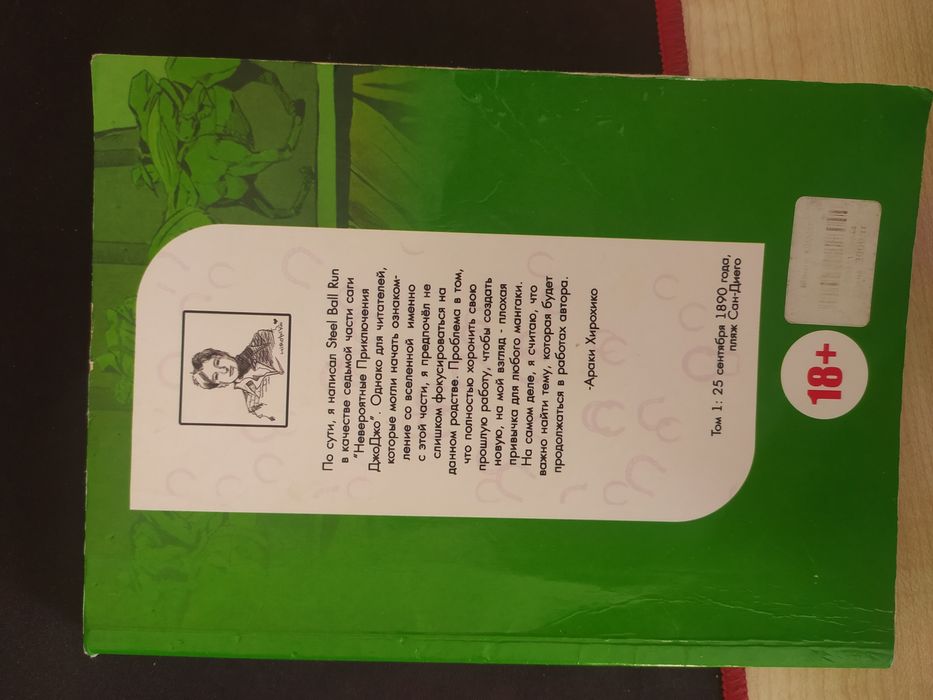 По сути, я написал Steel Ball Run
в качестве седьмой части саги
"Невероятные Приключения
ДжоДжо". Однако для читателей,
которые могли начать ознаком-
ление со вселенной именно
с этой части, я предпочёл не
слишком фокусироваться на
данном родстве. Проблема в том,
что полностью хоронить свою
прошлую работу, чтобы создать
новую, на мой взгляд - плохая
привычка для любого мангаки.
На самом деле, я считаю, что
важно найти тему, которая будет
продолжаться в работах автора.
-Араки Хирохико
Том 1: 25 сентября 1890 года,
пляж Сан-Диего
18+